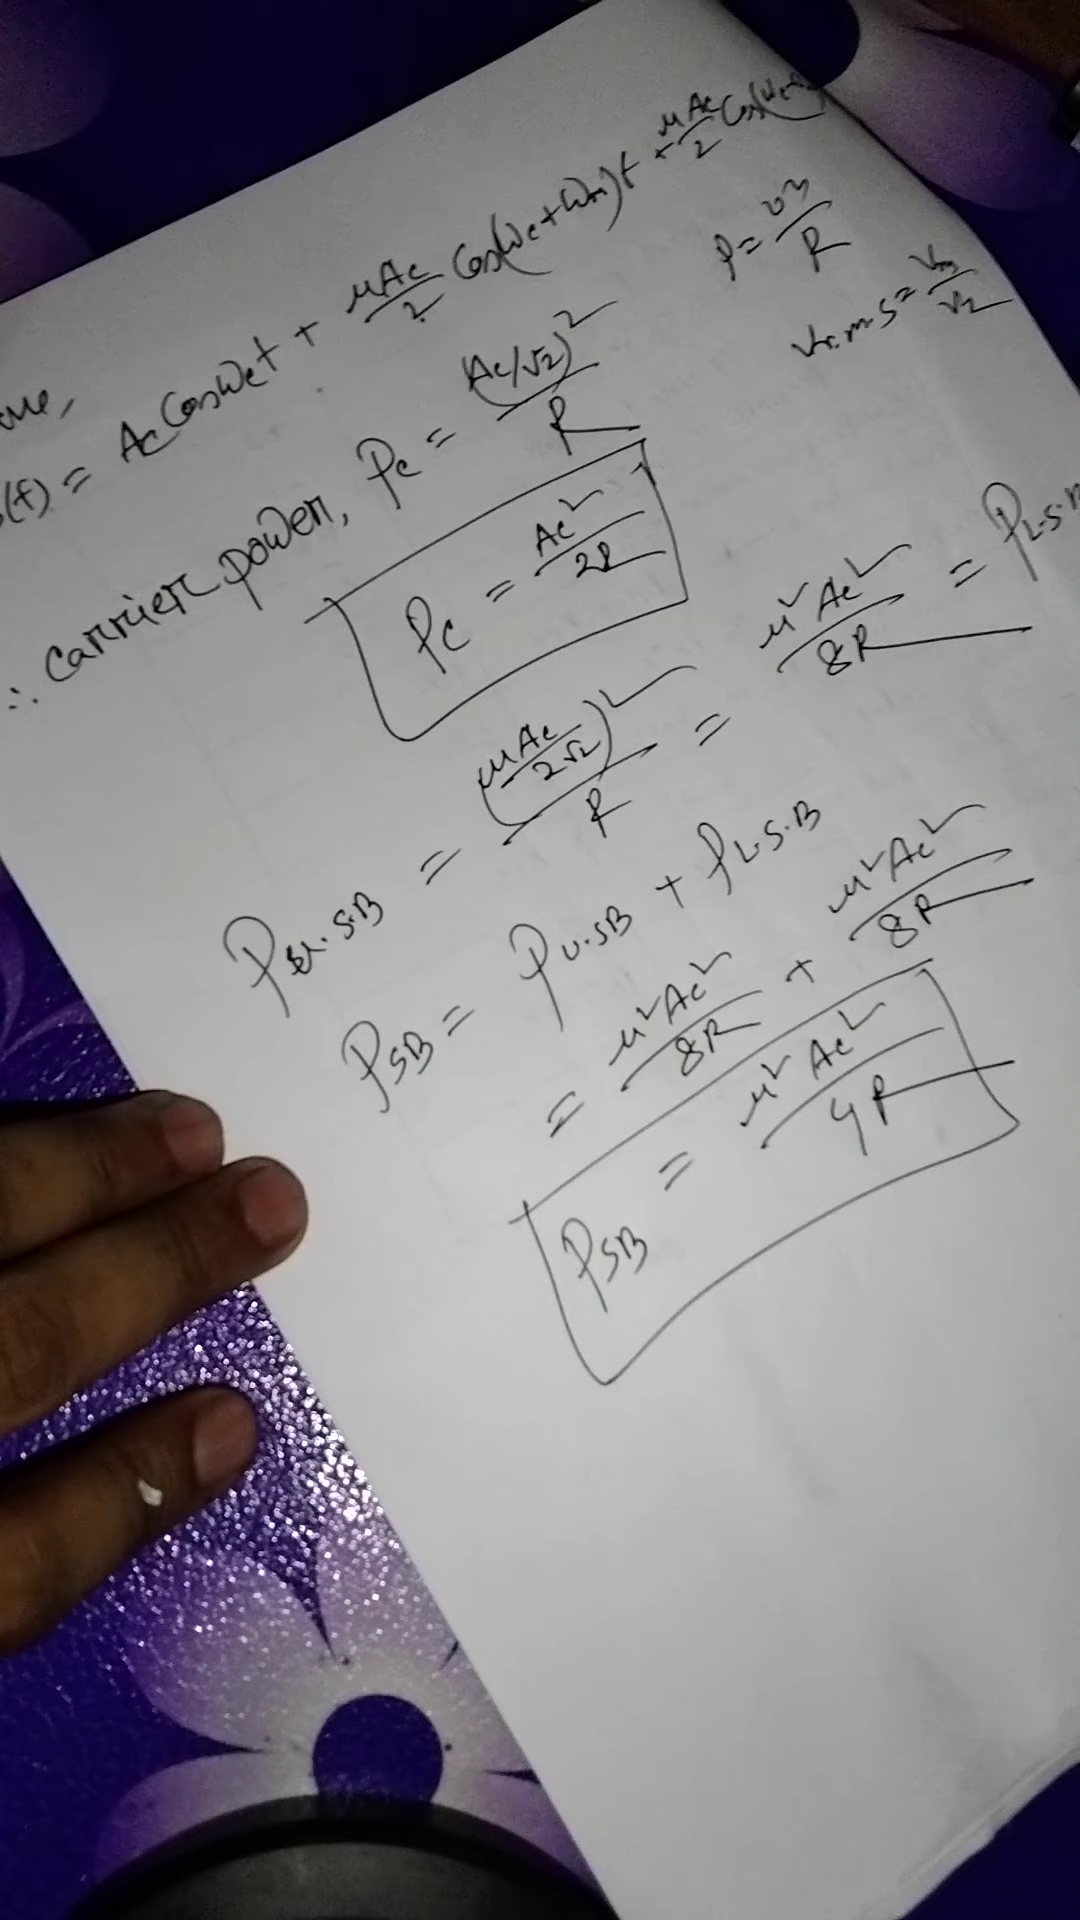 (t) = Ac Cosωct + μAc/2 Cos(ωc+ωm)t + μAc/2 Cos(ωc
P = v²/R
Vr.m.s = Vm/√2
∴ Carrier power, Pc = (Ac/√2)²/R
Pc = Ac²/2R
PU.S.B = (μAc/2√2)²/R = μ²Ac²/8R = PL.S.B
PSB = PU.SB + PL.S.B
= μ²Ac²/8R + μ²Ac²/8R
PSB = μ²Ac²/4R